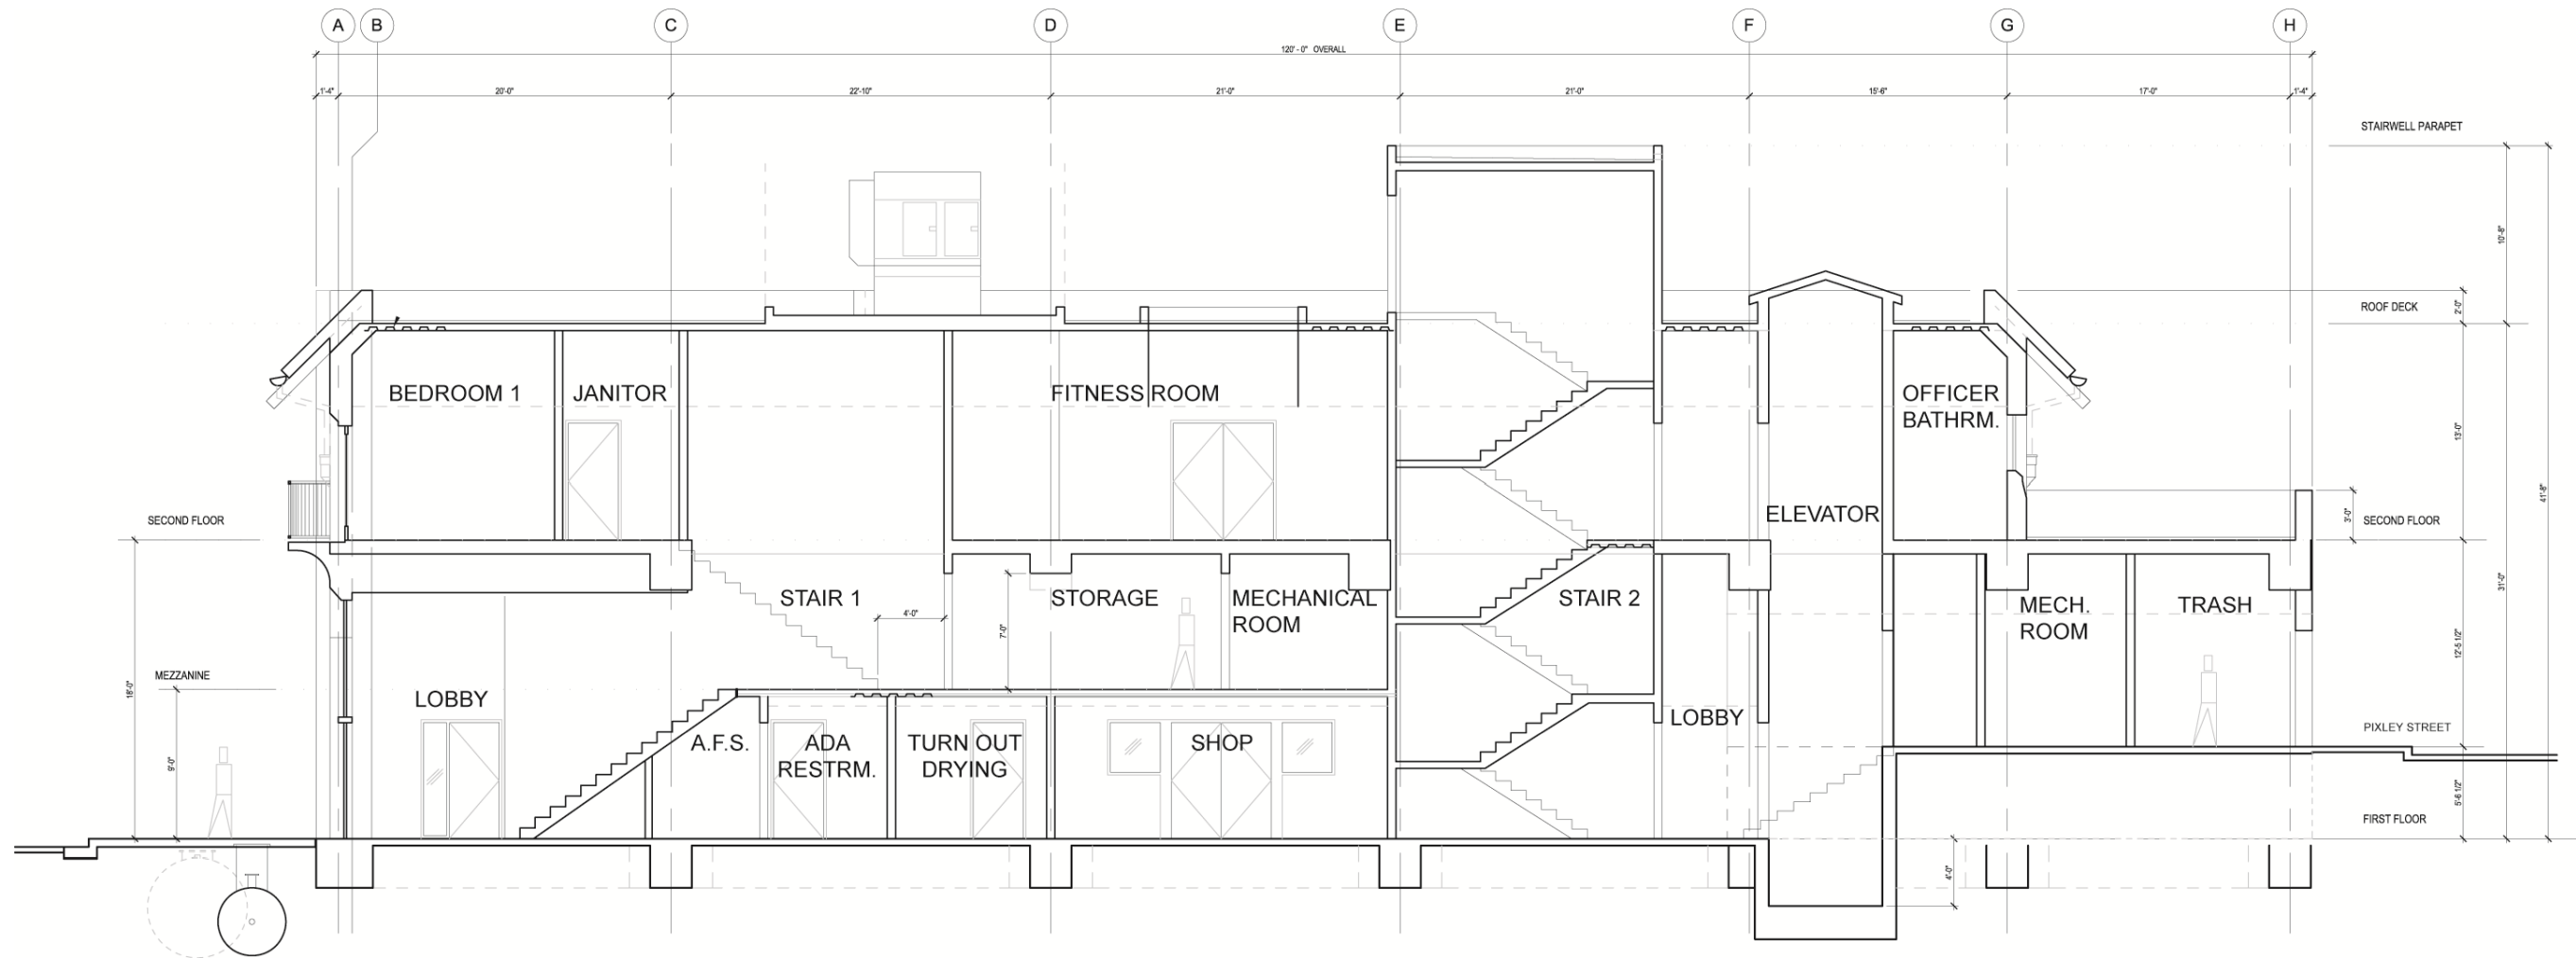 A B C D E F G H
120' - 0" OVERALL
1'-4" 20'-0" 22'-10" 21'-0" 21'-0" 15'-6" 17'-0" 1'-4"
STAIRWELL PARAPET
10'-8"
ROOF DECK
2'-0"
BEDROOM 1
JANITOR
FITNESS ROOM
OFFICER
BATHRM.
13'-0"
41'-8"
ELEVATOR
SECOND FLOOR
SECOND FLOOR
3'-0"
31'-0"
STAIR 1
4'-0"
STORAGE
7'-0"
MECHANICAL
ROOM
STAIR 2
MECH.
ROOM
TRASH
12'-5 1/2"
MEZZANINE
18'-0"
9'-0"
LOBBY
LOBBY
PIXLEY STREET
A.F.S.
ADA
RESTRM.
TURN OUT
DRYING
SHOP
5'-6 1/2"
FIRST FLOOR
4'-0"